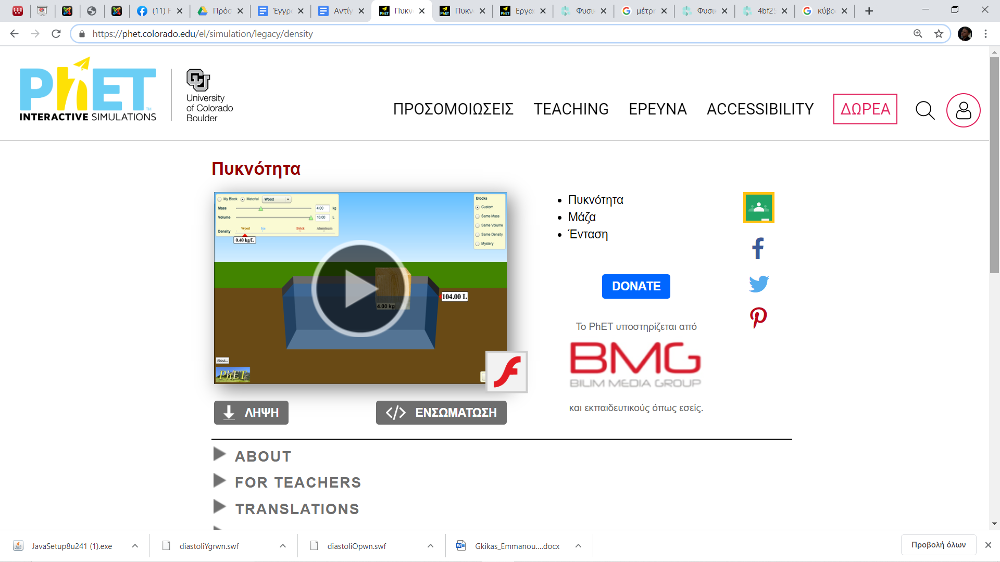 (11) F
Πρόσ
Έγγρ
Αντίγ
Πυκν
Πυκν
Εργα
Φυσι
μέτρη
Φυσι
4bf25
κύβο
https://phet.colorado.edu/el/simulation/legacy/density
PhET
INTERACTIVE SIMULATIONS
University
of Colorado
Boulder
ΠΡΟΣΟΜΟΙΩΣΕΙΣ
TEACHING
ΕΡΕΥΝΑ
ACCESSIBILITY
ΔΩΡΕΑ
Πυκνότητα
My Block Material Wood
Mass 4.00 kg
Volume 10.00 L
Density Wood Ice Brick Aluminum
0.40 kg/L
Blocks
Custom
Same Mass
Same Volume
Same Density
Mystery
104.00 L
4.00 kg
About...
PhET
Πυκνότητα
Μάζα
Ένταση
DONATE
Το PhET υποστηρίζεται από
BMG
BILIM MEDIA GROUP
και εκπαιδευτικούς όπως εσείς.
ΛΗΨΗ
ΕΝΣΩΜΑΤΩΣΗ
ABOUT
FOR TEACHERS
TRANSLATIONS
JavaSetup8u241 (1).exe
diastoliYgrwn.swf
diastoliOpwn.swf
Gkikas_Emmanou....docx
Προβολή όλων